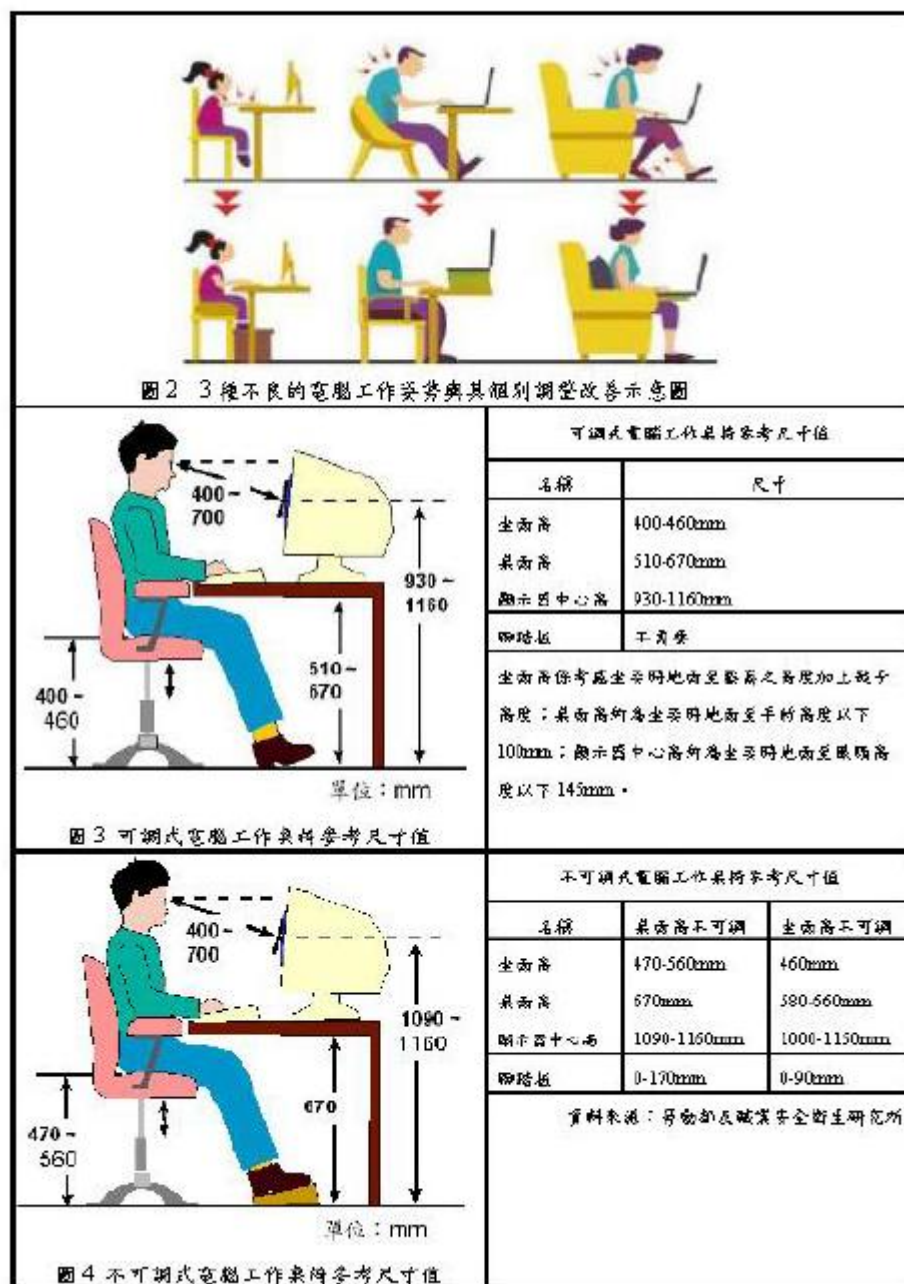 圖2 3種不良的電腦工作姿勢與其個別調整改善示意圖
400~
700
930~
1160
510~
670
400~
460
單位：mm
圖3 可調式電腦工作桌椅參考尺寸值
可調式電腦工作桌椅參考尺寸值
名稱 尺寸
坐面高 400-460mm
桌面高 510-670mm
顯示器中心高 930-1160mm
腳踏板 不需要
坐面高係考慮坐姿時地面至膝窩之高度加上鞋子
高度；桌面高約為坐姿時地面至手肘高度以下
100mm；顯示器中心高約為坐姿時地面至眼睛高
度以下 145mm。
400~
700
1090~
1160
670
470~
560
單位：mm
圖4 不可調式電腦工作桌椅參考尺寸值
不可調式電腦工作桌椅參考尺寸值
名稱 桌面高不可調 坐面高不可調
坐面高 470-560mm 460mm
桌面高 670mm 580-660mm
顯示器中心高 1090-1160mm 1000-1150mm
腳踏板 0-170mm 0-90mm
資料來源：勞動部及職業安全衛生研究所